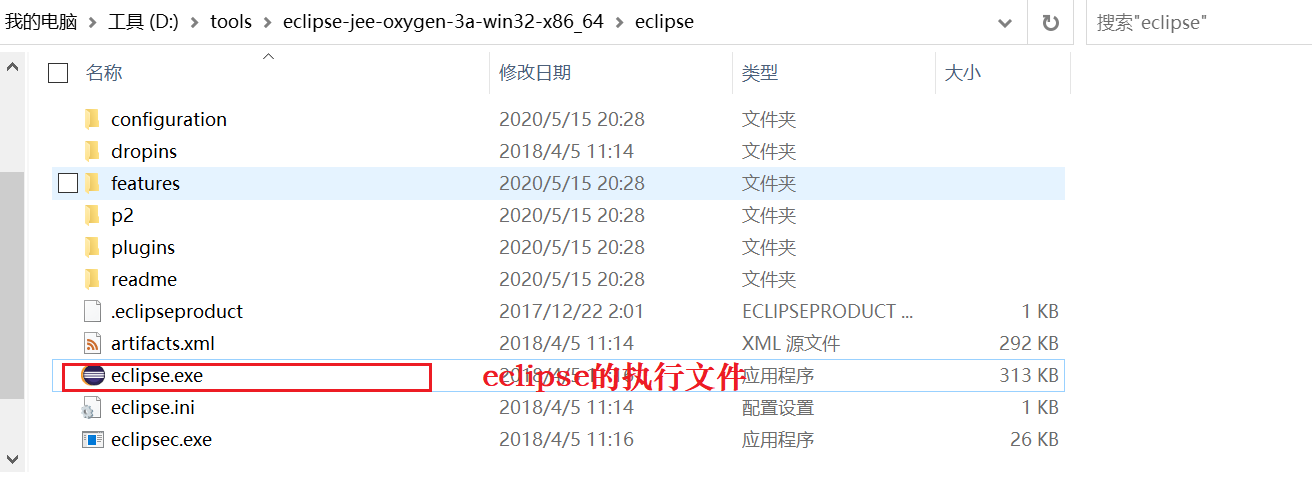 我的电脑 > 工具 (D:) > tools > eclipse-jee-oxygen-3a-win32-x86_64 > eclipse 搜索"eclipse"
名称 修改日期 类型 大小
configuration 2020/5/15 20:28 文件夹
dropins 2018/4/5 11:14 文件夹
features 2020/5/15 20:28 文件夹
p2 2020/5/15 20:28 文件夹
plugins 2020/5/15 20:28 文件夹
readme 2020/5/15 20:28 文件夹
.eclipseproduct 2017/12/22 2:01 ECLIPSEPRODUCT ... 1 KB
artifacts.xml 2018/4/5 11:14 XML 源文件 292 KB
eclipse.exe eclipse的执行文件 应用程序 313 KB
eclipse.ini 2018/4/5 11:14 配置设置 1 KB
eclipsec.exe 2018/4/5 11:16 应用程序 26 KB